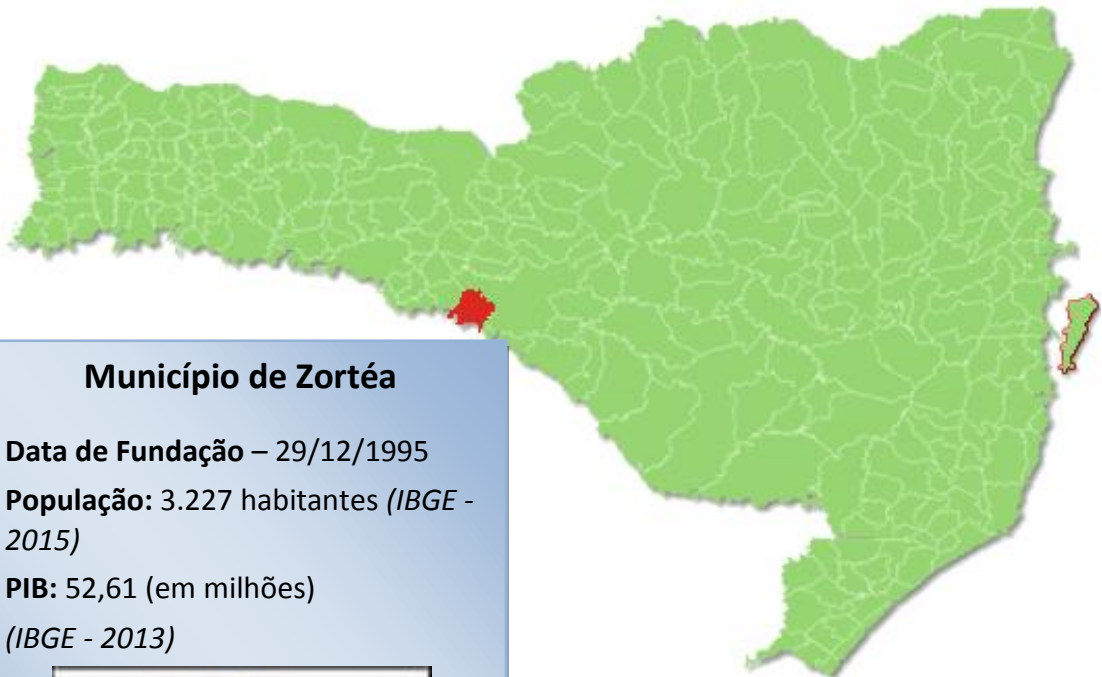 Município de Zortéa
Data de Fundação – 29/12/1995
População: 3.227 habitantes (IBGE -
2015)
PIB: 52,61 (em milhões)
(IBGE - 2013)